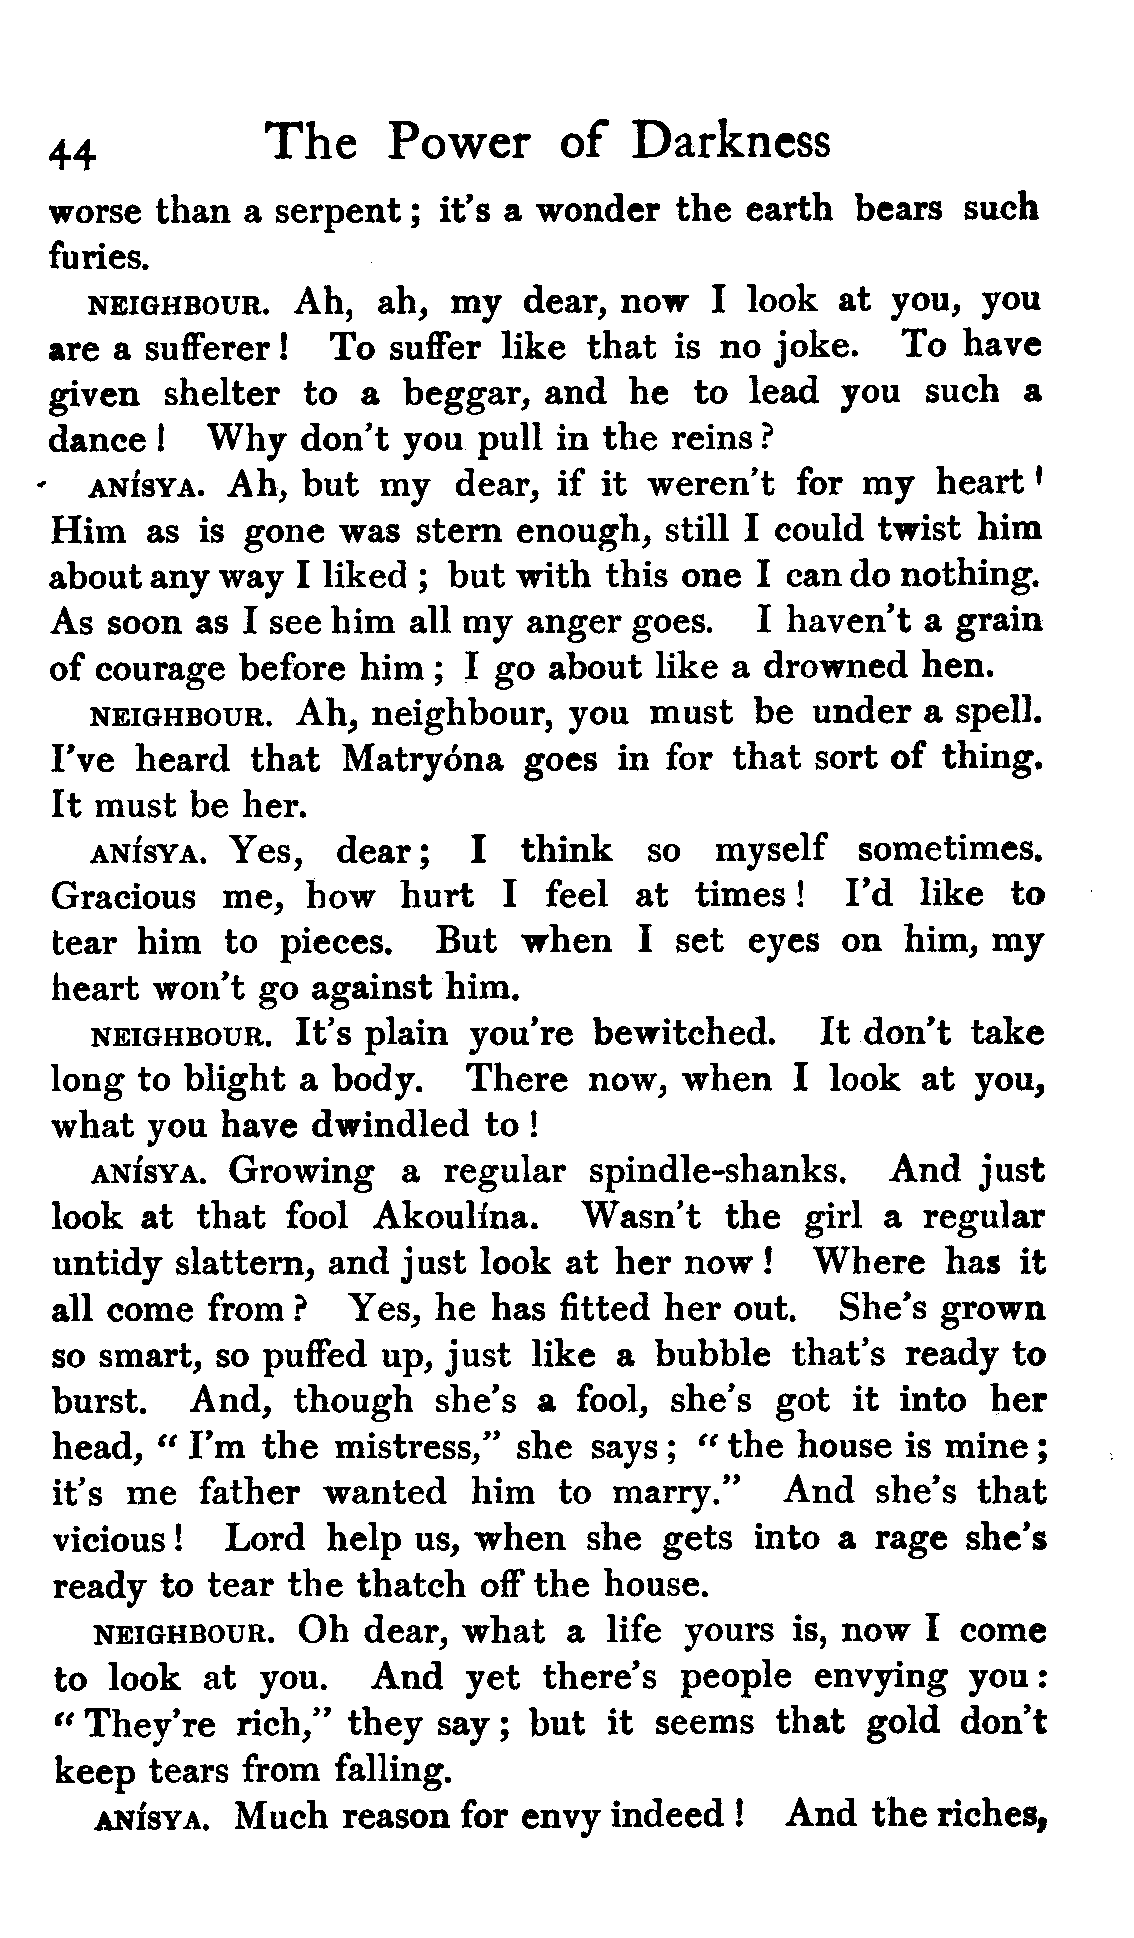 44 The Power of Darkness
worse than a serpent; it's a wonder the earth bears such
furies.
NEIGHBOUR. Ah, ah, my dear, now I look at you, you
are a sufferer! To suffer like that is no joke. To have
given shelter to a beggar, and he to lead you such a
dance! Why don't you pull in the reins?
ANÍSYA. Ah, but my dear, if it weren't for my heart!
Him as is gone was stern enough, still I could twist him
about any way I liked; but with this one I can do nothing.
As soon as I see him all my anger goes. I haven't a grain
of courage before him; I go about like a drowned hen.
NEIGHBOUR. Ah, neighbour, you must be under a spell.
I've heard that Matryóna goes in for that sort of thing.
It must be her.
ANÍSYA. Yes, dear; I think so myself sometimes.
Gracious me, how hurt I feel at times! I'd like to
tear him to pieces. But when I set eyes on him, my
heart won't go against him.
NEIGHBOUR. It's plain you're bewitched. It don't take
long to blight a body. There now, when I look at you,
what you have dwindled to!
ANÍSYA. Growing a regular spindle-shanks. And just
look at that fool Akoulína. Wasn't the girl a regular
untidy slattern, and just look at her now! Where has it
all come from? Yes, he has fitted her out. She's grown
so smart, so puffed up, just like a bubble that's ready to
burst. And, though she's a fool, she's got it into her
head, "I'm the mistress," she says; "the house is mine;
it's me father wanted him to marry." And she's that
vicious! Lord help us, when she gets into a rage she's
ready to tear the thatch off the house.
NEIGHBOUR. Oh dear, what a life yours is, now I come
to look at you. And yet there's people envying you:
"They're rich," they say; but it seems that gold don't
keep tears from falling.
ANÍSYA. Much reason for envy indeed! And the riches,